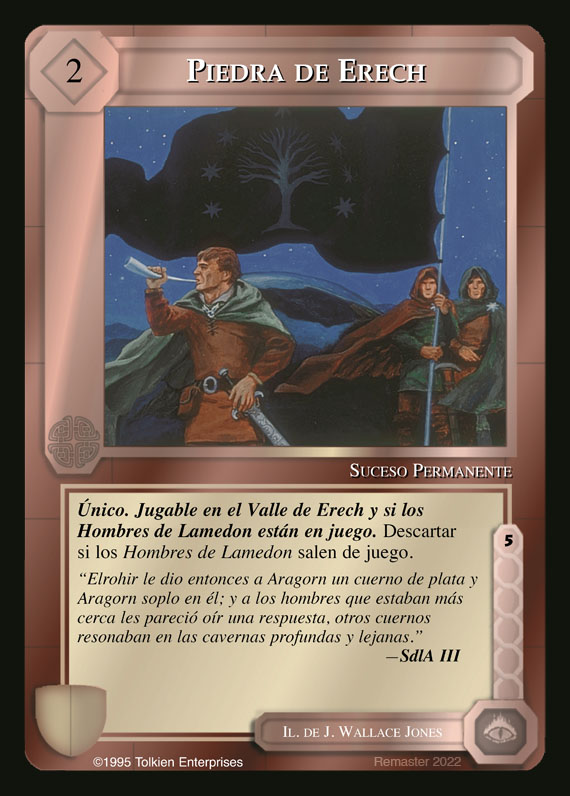 2
Piedra de Erech
Suceso Permanente
Único. Jugable en el Valle de Erech y si los
Hombres de Lamedon están en juego. Descartar
si los Hombres de Lamedon salen de juego.
“Elrohir le dio entonces a Aragorn un cuerno de plata y
Aragorn soplo en él; y a los hombres que estaban más
cerca les pareció oír una respuesta, otros cuernos
resonaban en las cavernas profundas y lejanas.”
—SdlA III
5
Il. de J. Wallace Jones
©1995 Tolkien Enterprises
Remaster 2022